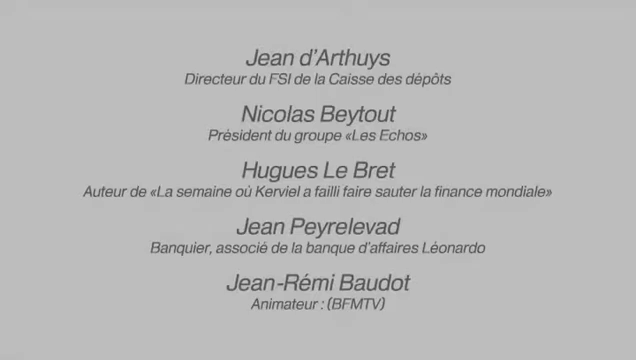 Jean d’Arthuys
Directeur du FSI de la Caisse des dépôts
Nicolas Beytout
Président du groupe «Les Echos»
Hugues Le Bret
Auteur de «La semaine où Kerviel a failli faire sauter la finance mondiale»
Jean Peyrelevad
Banquier, associé de la banque d’affaires Léonardo
Jean-Rémi Baudot
Animateur : (BFMTV)